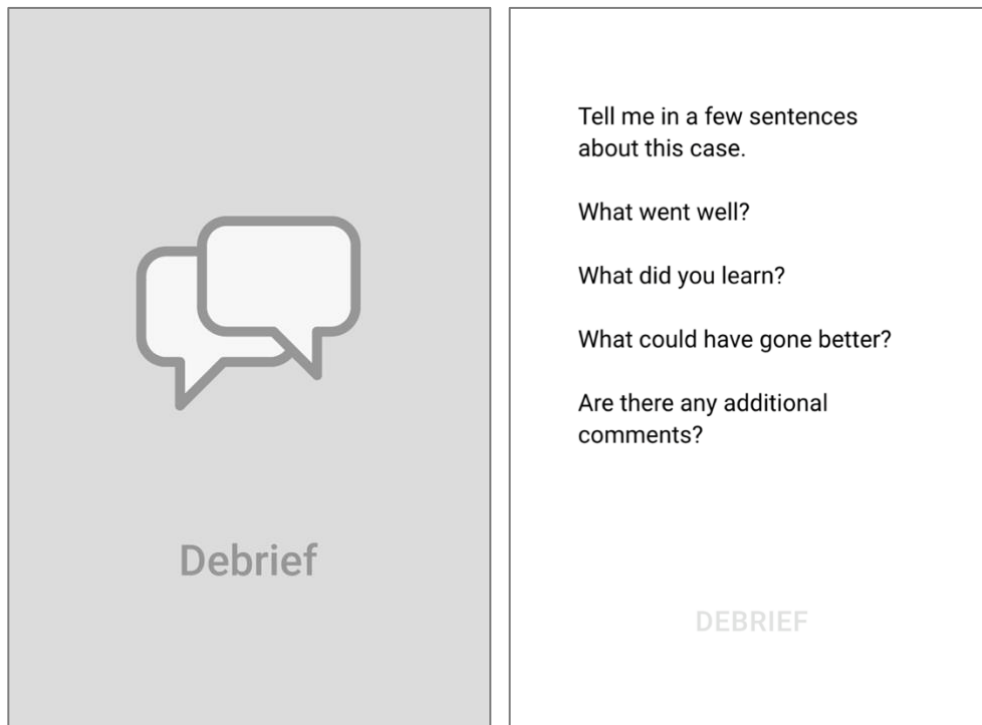 Debrief
Tell me in a few sentences
about this case.
What went well?
What did you learn?
What could have gone better?
Are there any additional
comments?
DEBRIEF